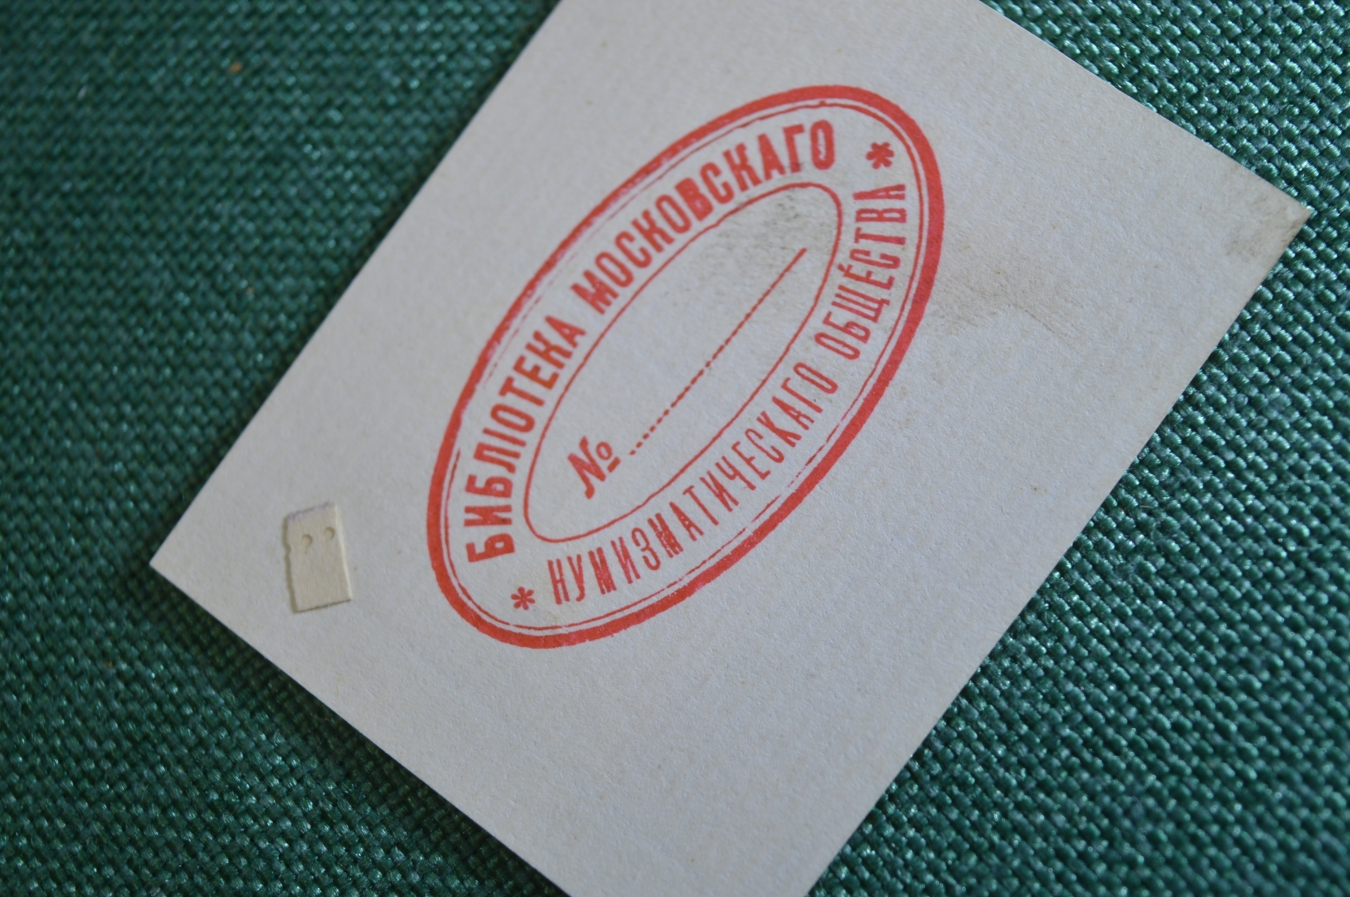 БИБЛІОТЕКА МОСКОВСКАГО
* НУМИЗМАТИЧЕСКАГО ОБЩЕСТВА *
№